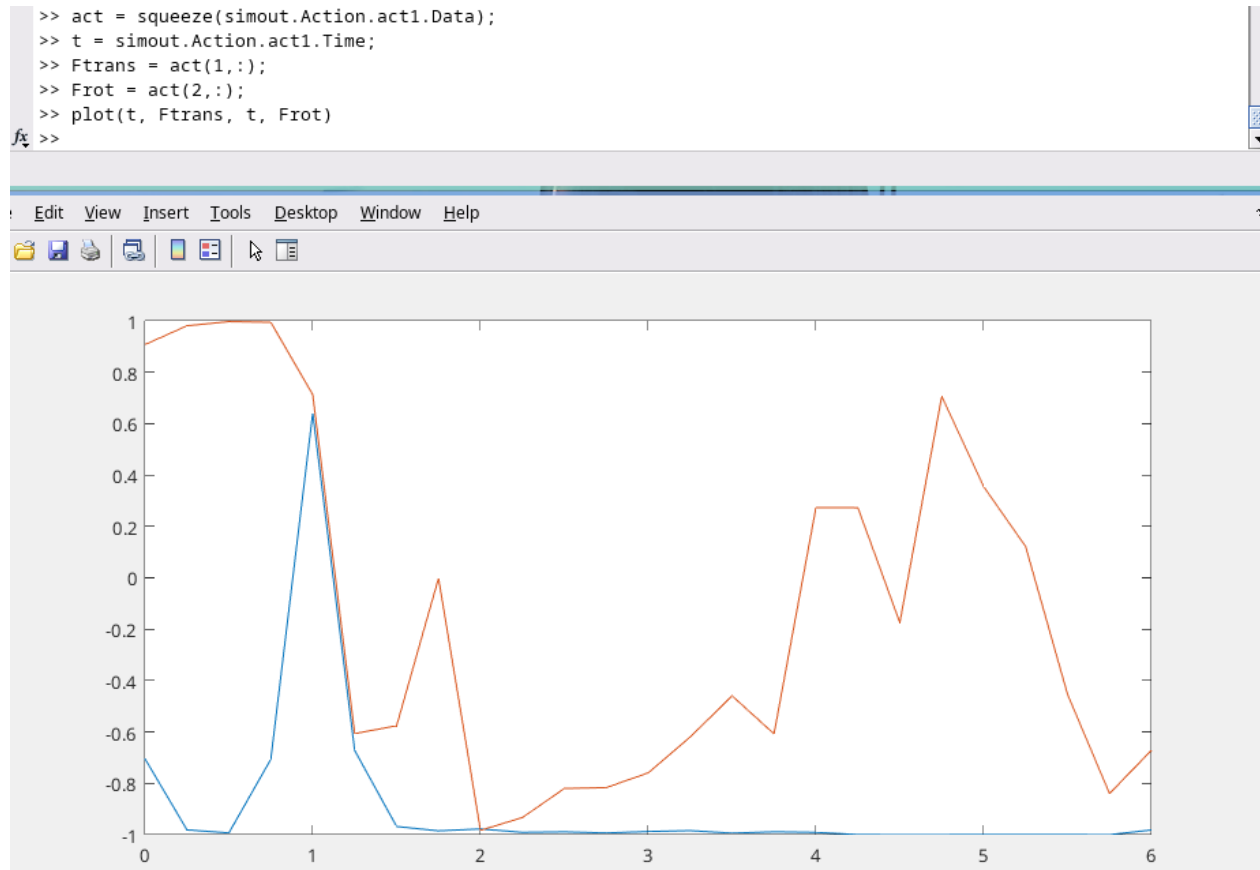 >> act = squeeze(simout.Action.act1.Data);
>> t = simout.Action.act1.Time;
>> Ftrans = act(1,:);
>> Frot = act(2,:);
>> plot(t, Ftrans, t, Frot)
fx >>
Edit View Insert Tools Desktop Window Help
1
0.8
0.6
0.4
0.2
0
-0.2
-0.4
-0.6
-0.8
-1
0 1 2 3 4 5 6